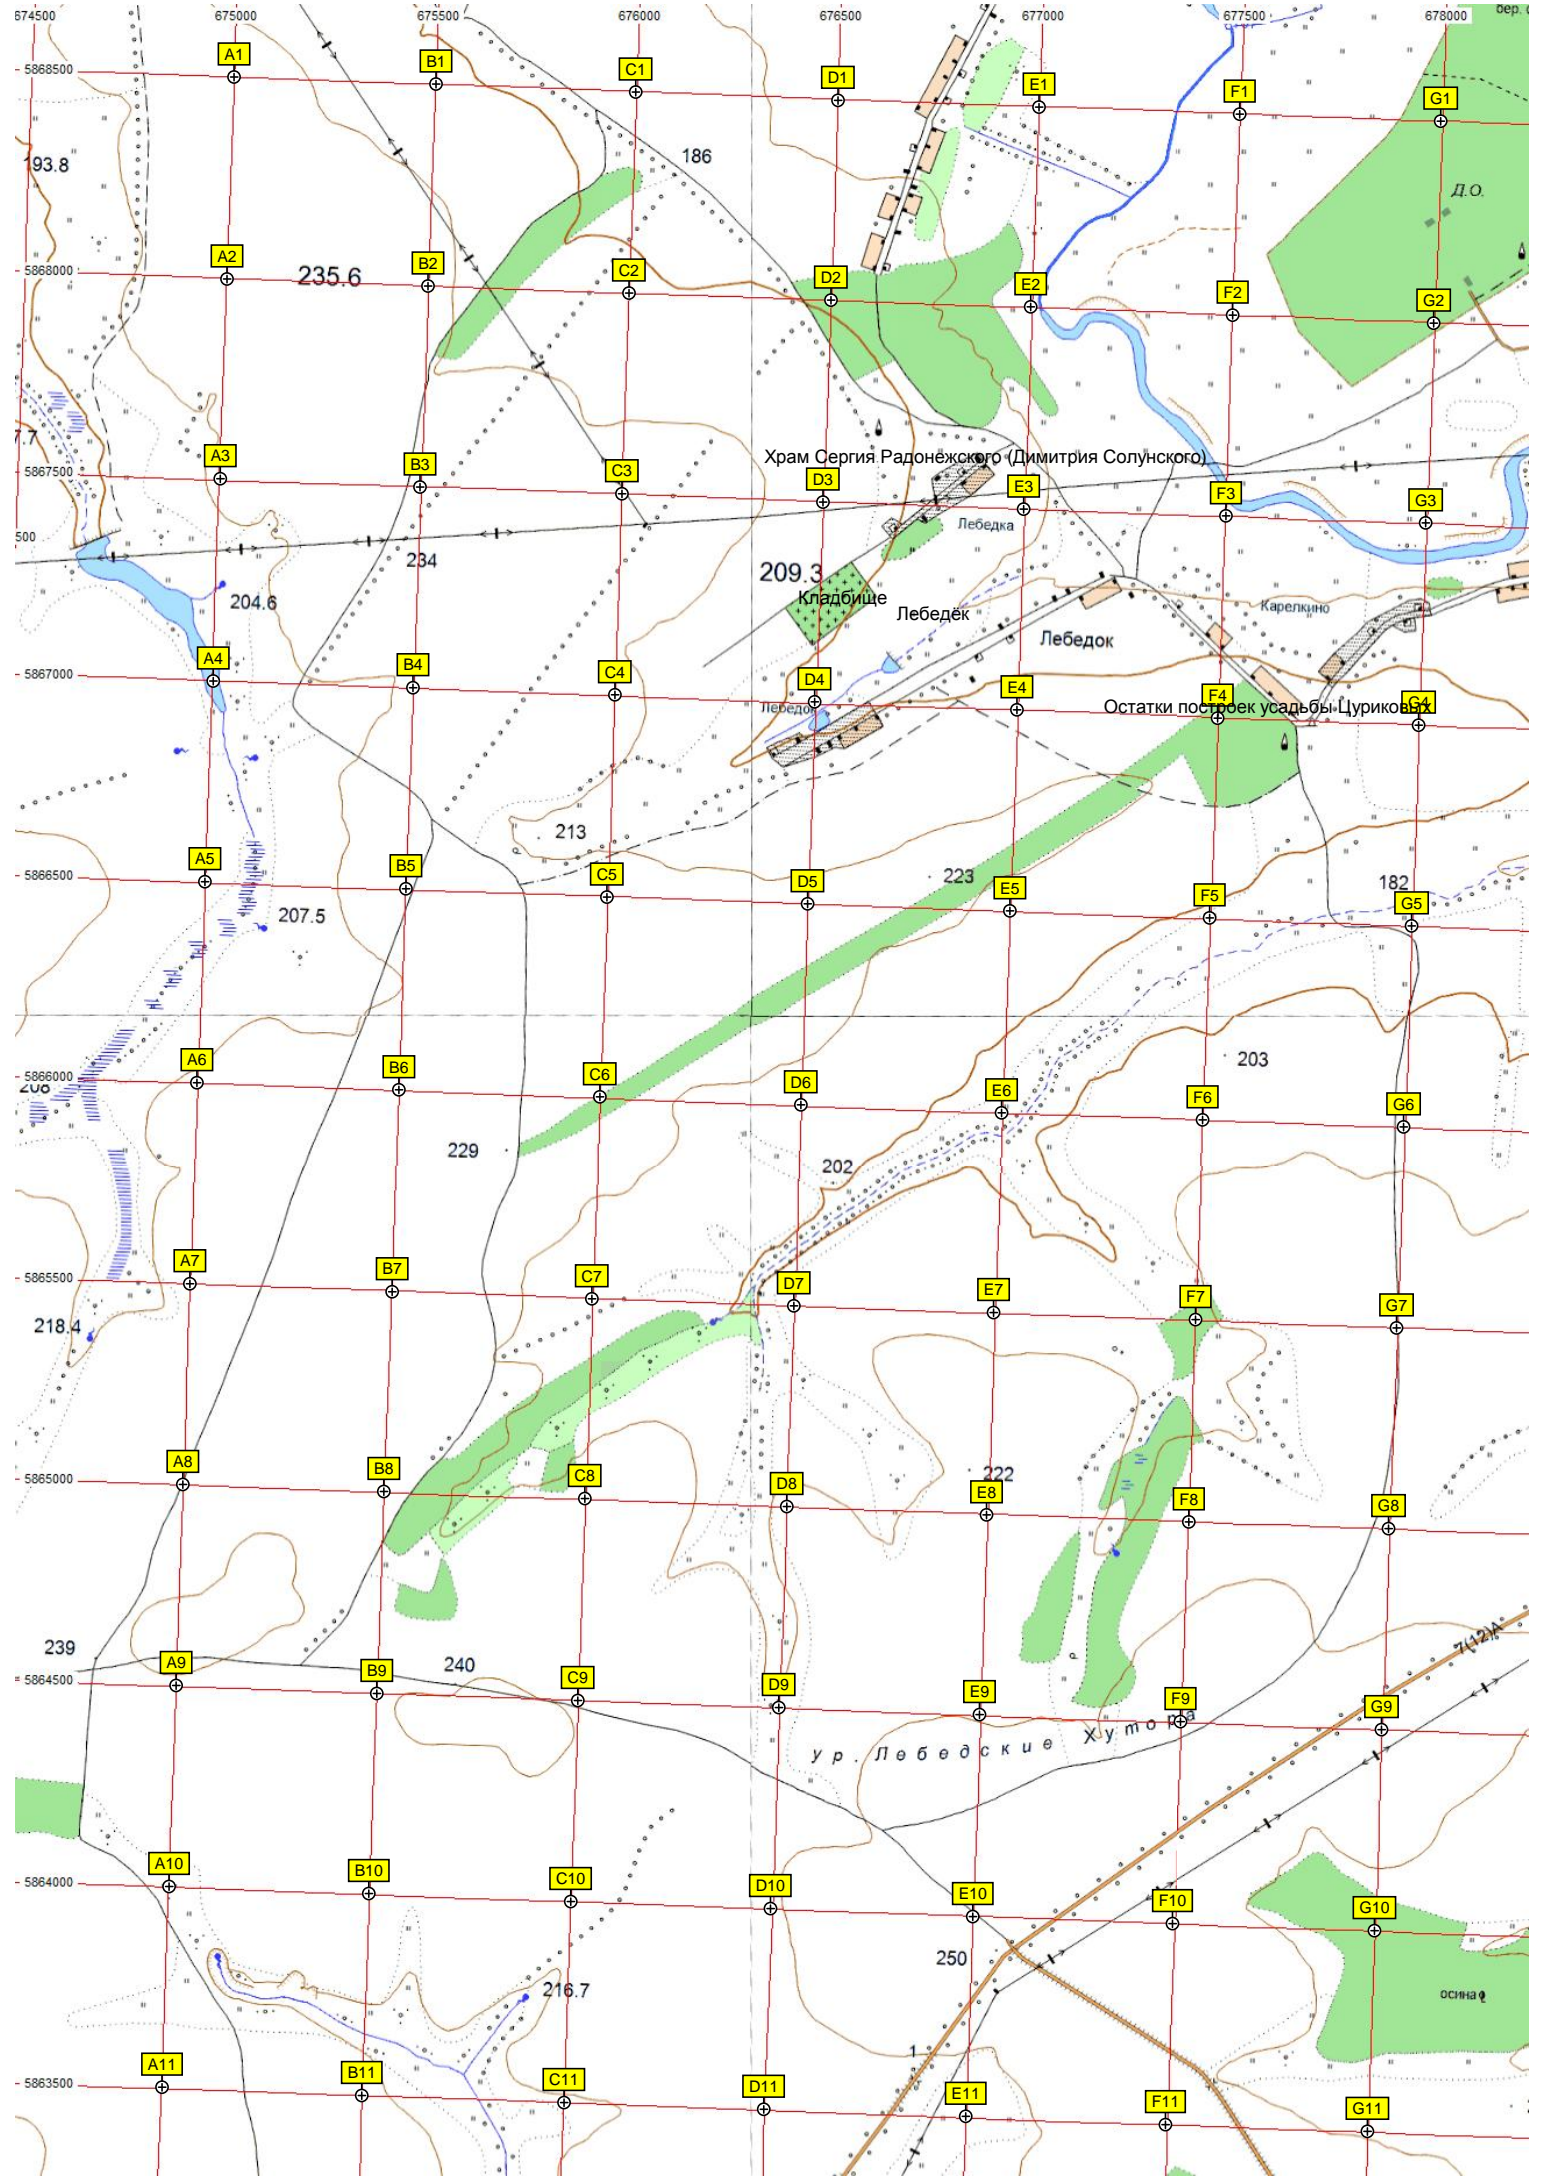 674500 675000 675500 676000 676500 677000 677500 678000
бер.
5868500
A1 B1 C1 D1 E1 F1 G1
186
Д.О.
A2 B2 C2 D2 E2 F2 G2
5868000
235.6
Храм Сергия Радонежского (Димитрия Солунского)
A3 B3 C3 D3 E3 F3 G3
5867500
Лебедка
500
234
209.3
204.6
Кладбище
Лебедёк
Карелкино
Лебедок
A4 B4 C4 D4 E4 F4 G4
5867000
Лебедок
Остатки построек усадьбы Цуриковых
213
223
182
A5 B5 C5 D5 E5 F5 G5
5866500
207.5
203
A6 B6 C6 D6 E6 F6 G6
5866000
208
229
202
A7 B7 C7 D7 E7 F7 G7
5865500
218.4
222
A8 B8 C8 D8 E8 F8 G8
5865000
239
240
7(12)А
A9 B9 C9 D9 E9 F9 G9
5864500
ур. Лебедские Хутора
A10 B10 C10 D10 E10 F10 G10
5864000
250
216.7
осина
1
A11 B11 C11 D11 E11 F11 G11
5863500